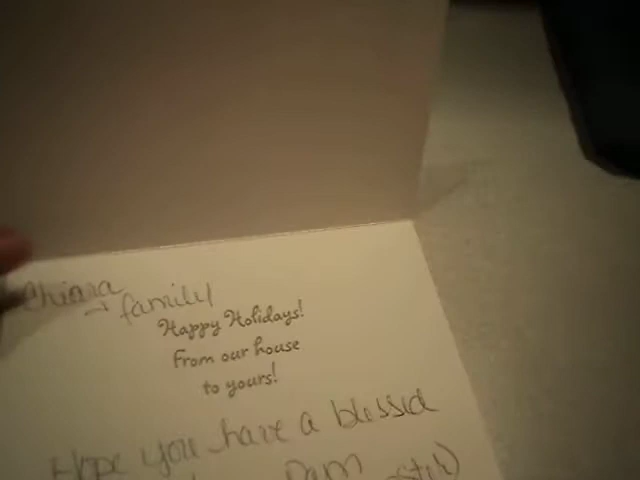 Chiara
+ family
Happy Holidays!
From our house
to yours!
Hope you have a blessed